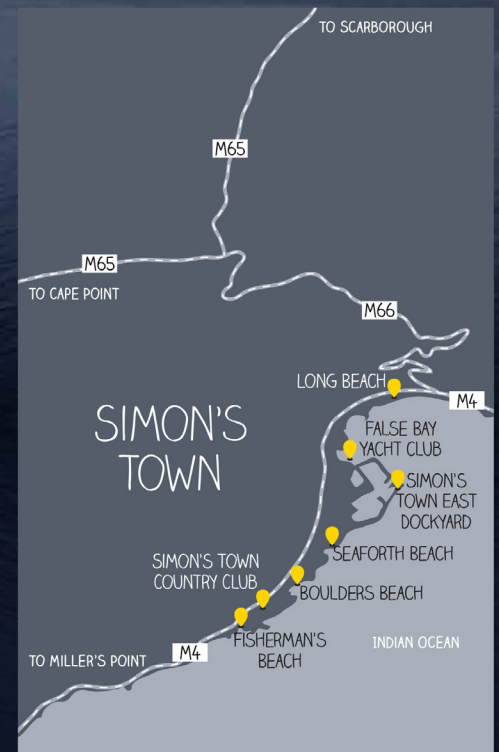 TO SCARBOROUGH
M65
M65
TO CAPE POINT
M66
LONG BEACH
M4
SIMON'S
TOWN
FALSE BAY
YACHT CLUB
SIMON'S
TOWN EAST
DOCKYARD
SEAFORTH BEACH
SIMON'S TOWN
COUNTRY CLUB
BOULDERS BEACH
FISHERMAN'S
BEACH
INDIAN OCEAN
M4
TO MILLER'S POINT